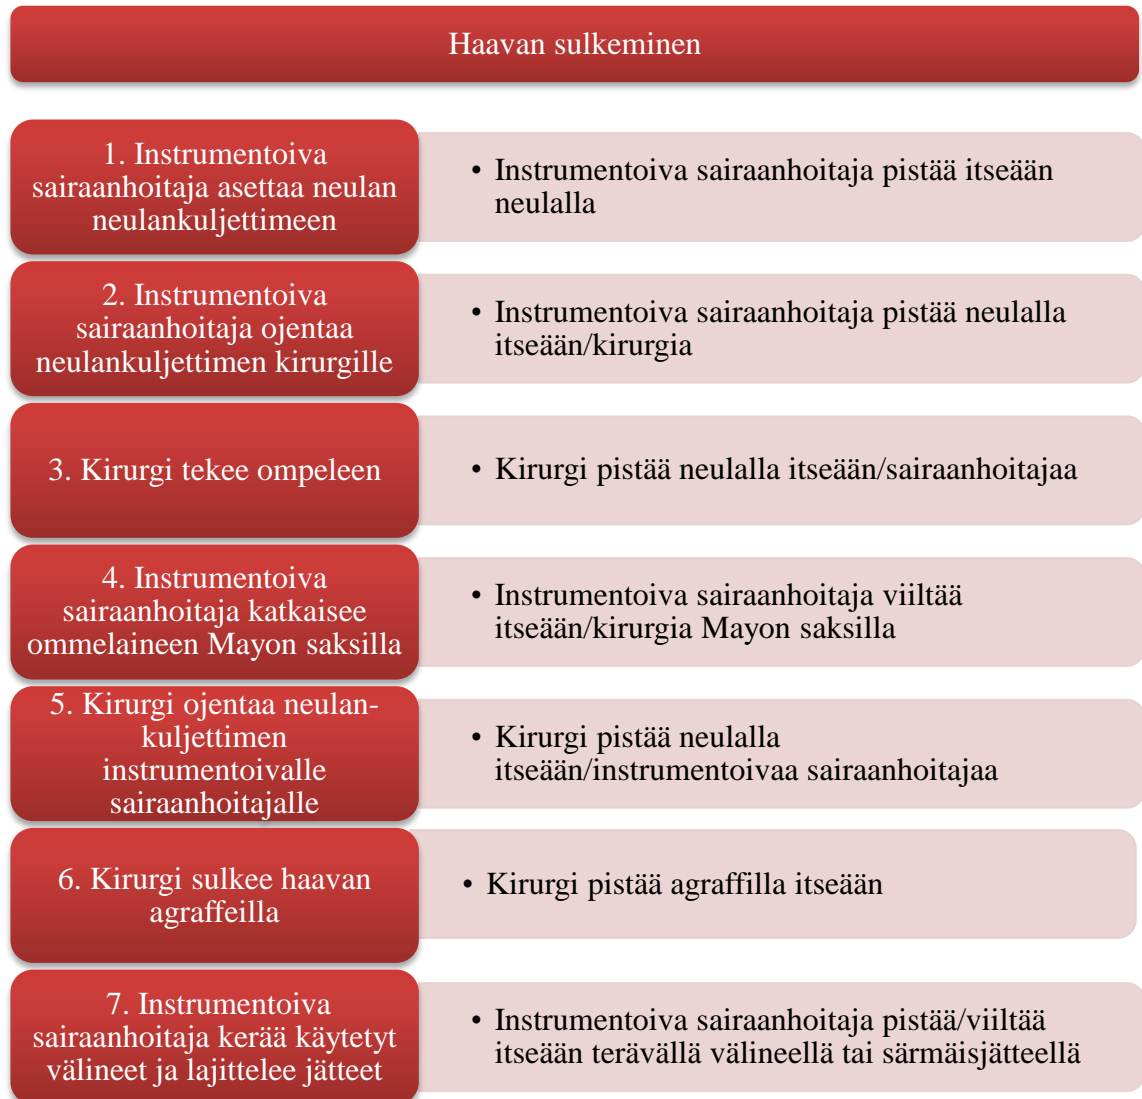 Haavan sulkeminen
1. Instrumentoiva
sairaanhoitaja asettaa neulan
neulankuljettimeen
• Instrumentoiva sairaanhoitaja pistää itseään
neulalla
2. Instrumentoiva
sairaanhoitaja ojentaa
neulankuljettimen kirurgille
• Instrumentoiva sairaanhoitaja pistää neulalla
itseään/kirurgia
3. Kirurgi tekee ompeleen
• Kirurgi pistää neulalla itseään/sairaanhoitajaa
4. Instrumentoiva
sairaanhoitaja katkaisee
ommelaineen Mayon saksilla
• Instrumentoiva sairaanhoitaja viiltää
itseään/kirurgia Mayon saksilla
5. Kirurgi ojentaa neulan-
kuljettimen
instrumentoivalle
sairaanhoitajalle
• Kirurgi pistää neulalla
itseään/instrumentoivaa sairaanhoitajaa
6. Kirurgi sulkee haavan
agraffeilla
• Kirurgi pistää agraffilla itseään
7. Instrumentoiva
sairaanhoitaja kerää käytetyt
välineet ja lajittelee jätteet
• Instrumentoiva sairaanhoitaja pistää/viiltää
itseään terävällä välineellä tai särmäisjätteellä